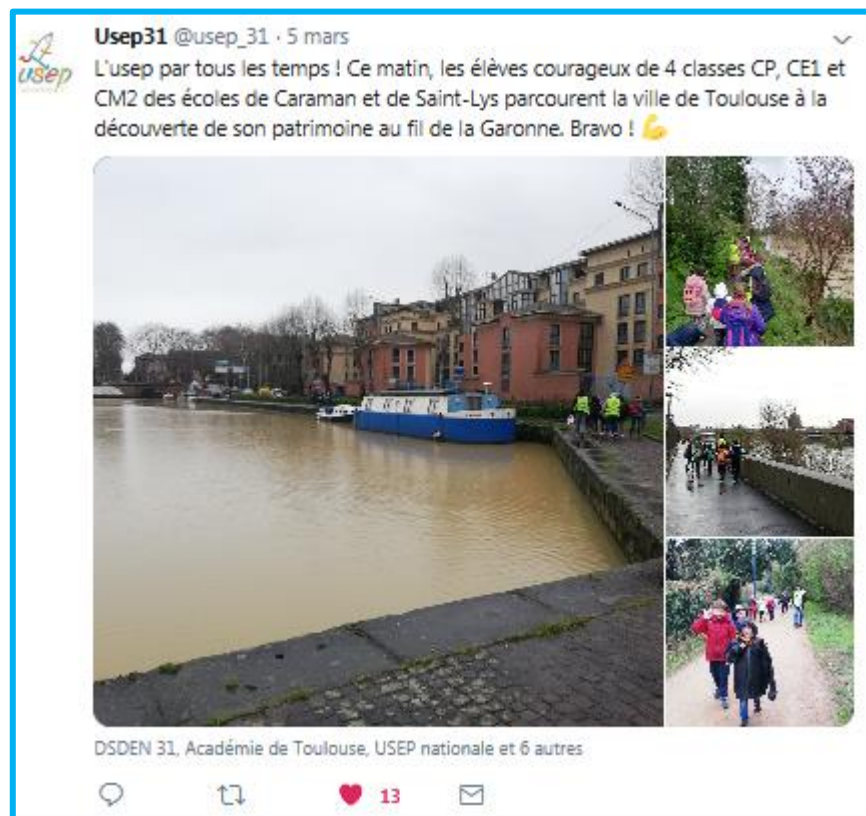 Usep31 @usep_31 · 5 mars
usep
L'usep par tous les temps ! Ce matin, les élèves courageux de 4 classes CP, CE1 et
CM2 des écoles de Caraman et de Saint-Lys parcourent la ville de Toulouse à la
découverte de son patrimoine au fil de la Garonne. Bravo ! 💪
DSDEN 31, Académie de Toulouse, USEP nationale et 6 autres
13